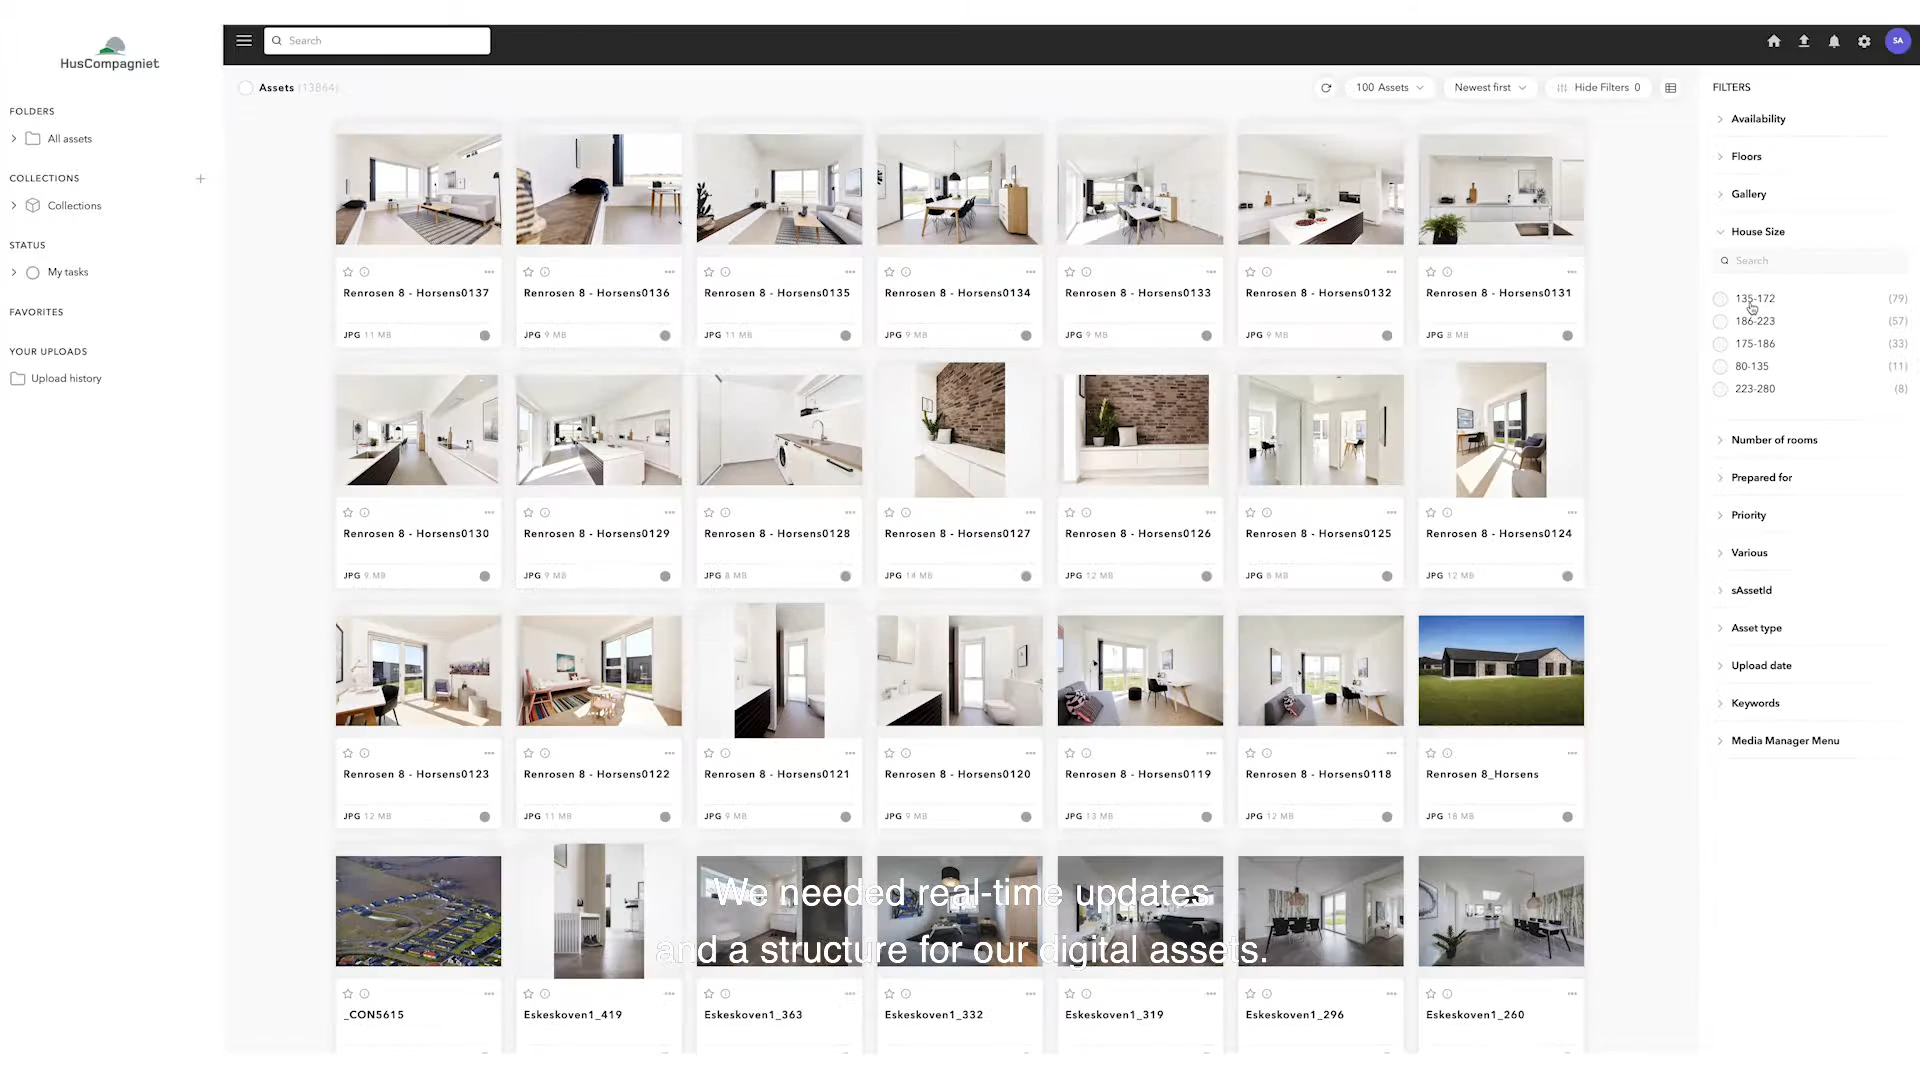 HusCompagniet
Search
SA
FOLDERS
All assets
COLLECTIONS
Collections
STATUS
My tasks
FAVORITES
YOUR UPLOADS
Upload history
Assets (13864)
100 Assets
Newest first
Hide Filters 0
Renrosen 8 - Horsens0137
JPG 11 MB
Renrosen 8 - Horsens0136
JPG 9 MB
Renrosen 8 - Horsens0135
JPG 11 MB
Renrosen 8 - Horsens0134
JPG 9 MB
Renrosen 8 - Horsens0133
JPG 9 MB
Renrosen 8 - Horsens0132
JPG 9 MB
Renrosen 8 - Horsens0131
JPG 8 MB
Renrosen 8 - Horsens0130
JPG 9 MB
Renrosen 8 - Horsens0129
JPG 9 MB
Renrosen 8 - Horsens0128
JPG 8 MB
Renrosen 8 - Horsens0127
JPG 14 MB
Renrosen 8 - Horsens0126
JPG 12 MB
Renrosen 8 - Horsens0125
JPG 8 MB
Renrosen 8 - Horsens0124
JPG 12 MB
Renrosen 8 - Horsens0123
JPG 12 MB
Renrosen 8 - Horsens0122
JPG 11 MB
Renrosen 8 - Horsens0121
JPG 9 MB
Renrosen 8 - Horsens0120
JPG 9 MB
Renrosen 8 - Horsens0119
JPG 13 MB
Renrosen 8 - Horsens0118
JPG 12 MB
Renrosen 8_Horsens
JPG 18 MB
We needed real-time updates
and a structure for our digital assets.
_CON5615
Eskeskoven1_419
Eskeskoven1_363
Eskeskoven1_332
Eskeskoven1_319
Eskeskoven1_296
Eskeskoven1_260
FILTERS
Availability
Floors
Gallery
House Size
Search
135-172 (79)
186-223 (57)
175-186 (33)
80-135 (11)
223-280 (8)
Number of rooms
Prepared for
Priority
Various
sAssetId
Asset type
Upload date
Keywords
Media Manager Menu